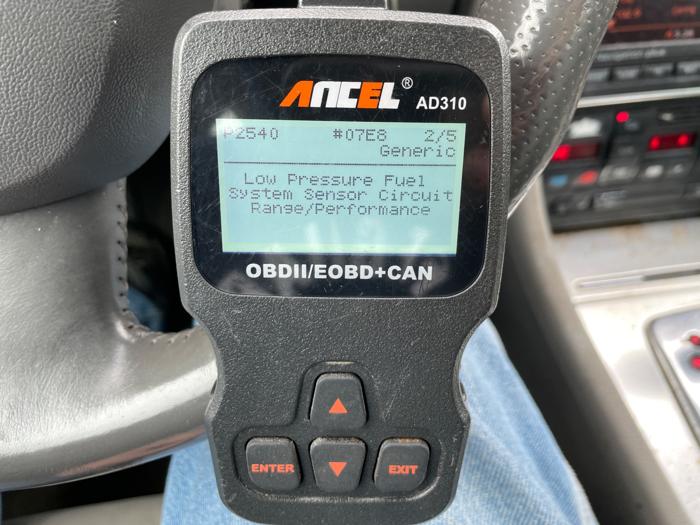 ANCEL®
AD310
P2540 #07E8 2/5
Generic
Low Pressure Fuel
System Sensor Circuit
Range/Performance
OBDII/EOBD+CAN
ENTER
EXIT